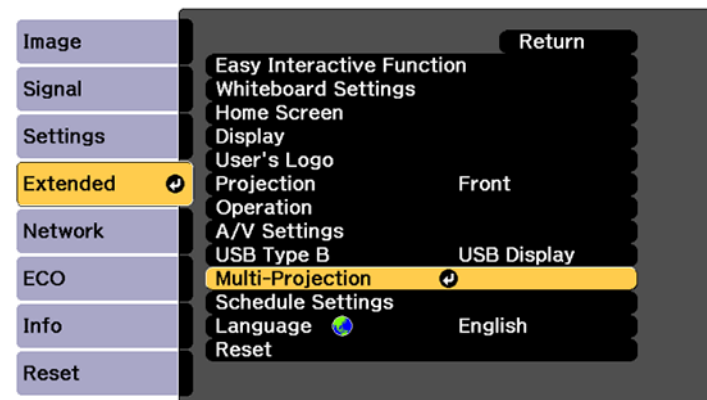 Image
Signal
Settings
Extended
Network
ECO
Info
Reset
Return
Easy Interactive Function
Whiteboard Settings
Home Screen
Display
User's Logo
Projection Front
Operation
A/V Settings
USB Type B USB Display
Multi-Projection
Schedule Settings
Language English
Reset